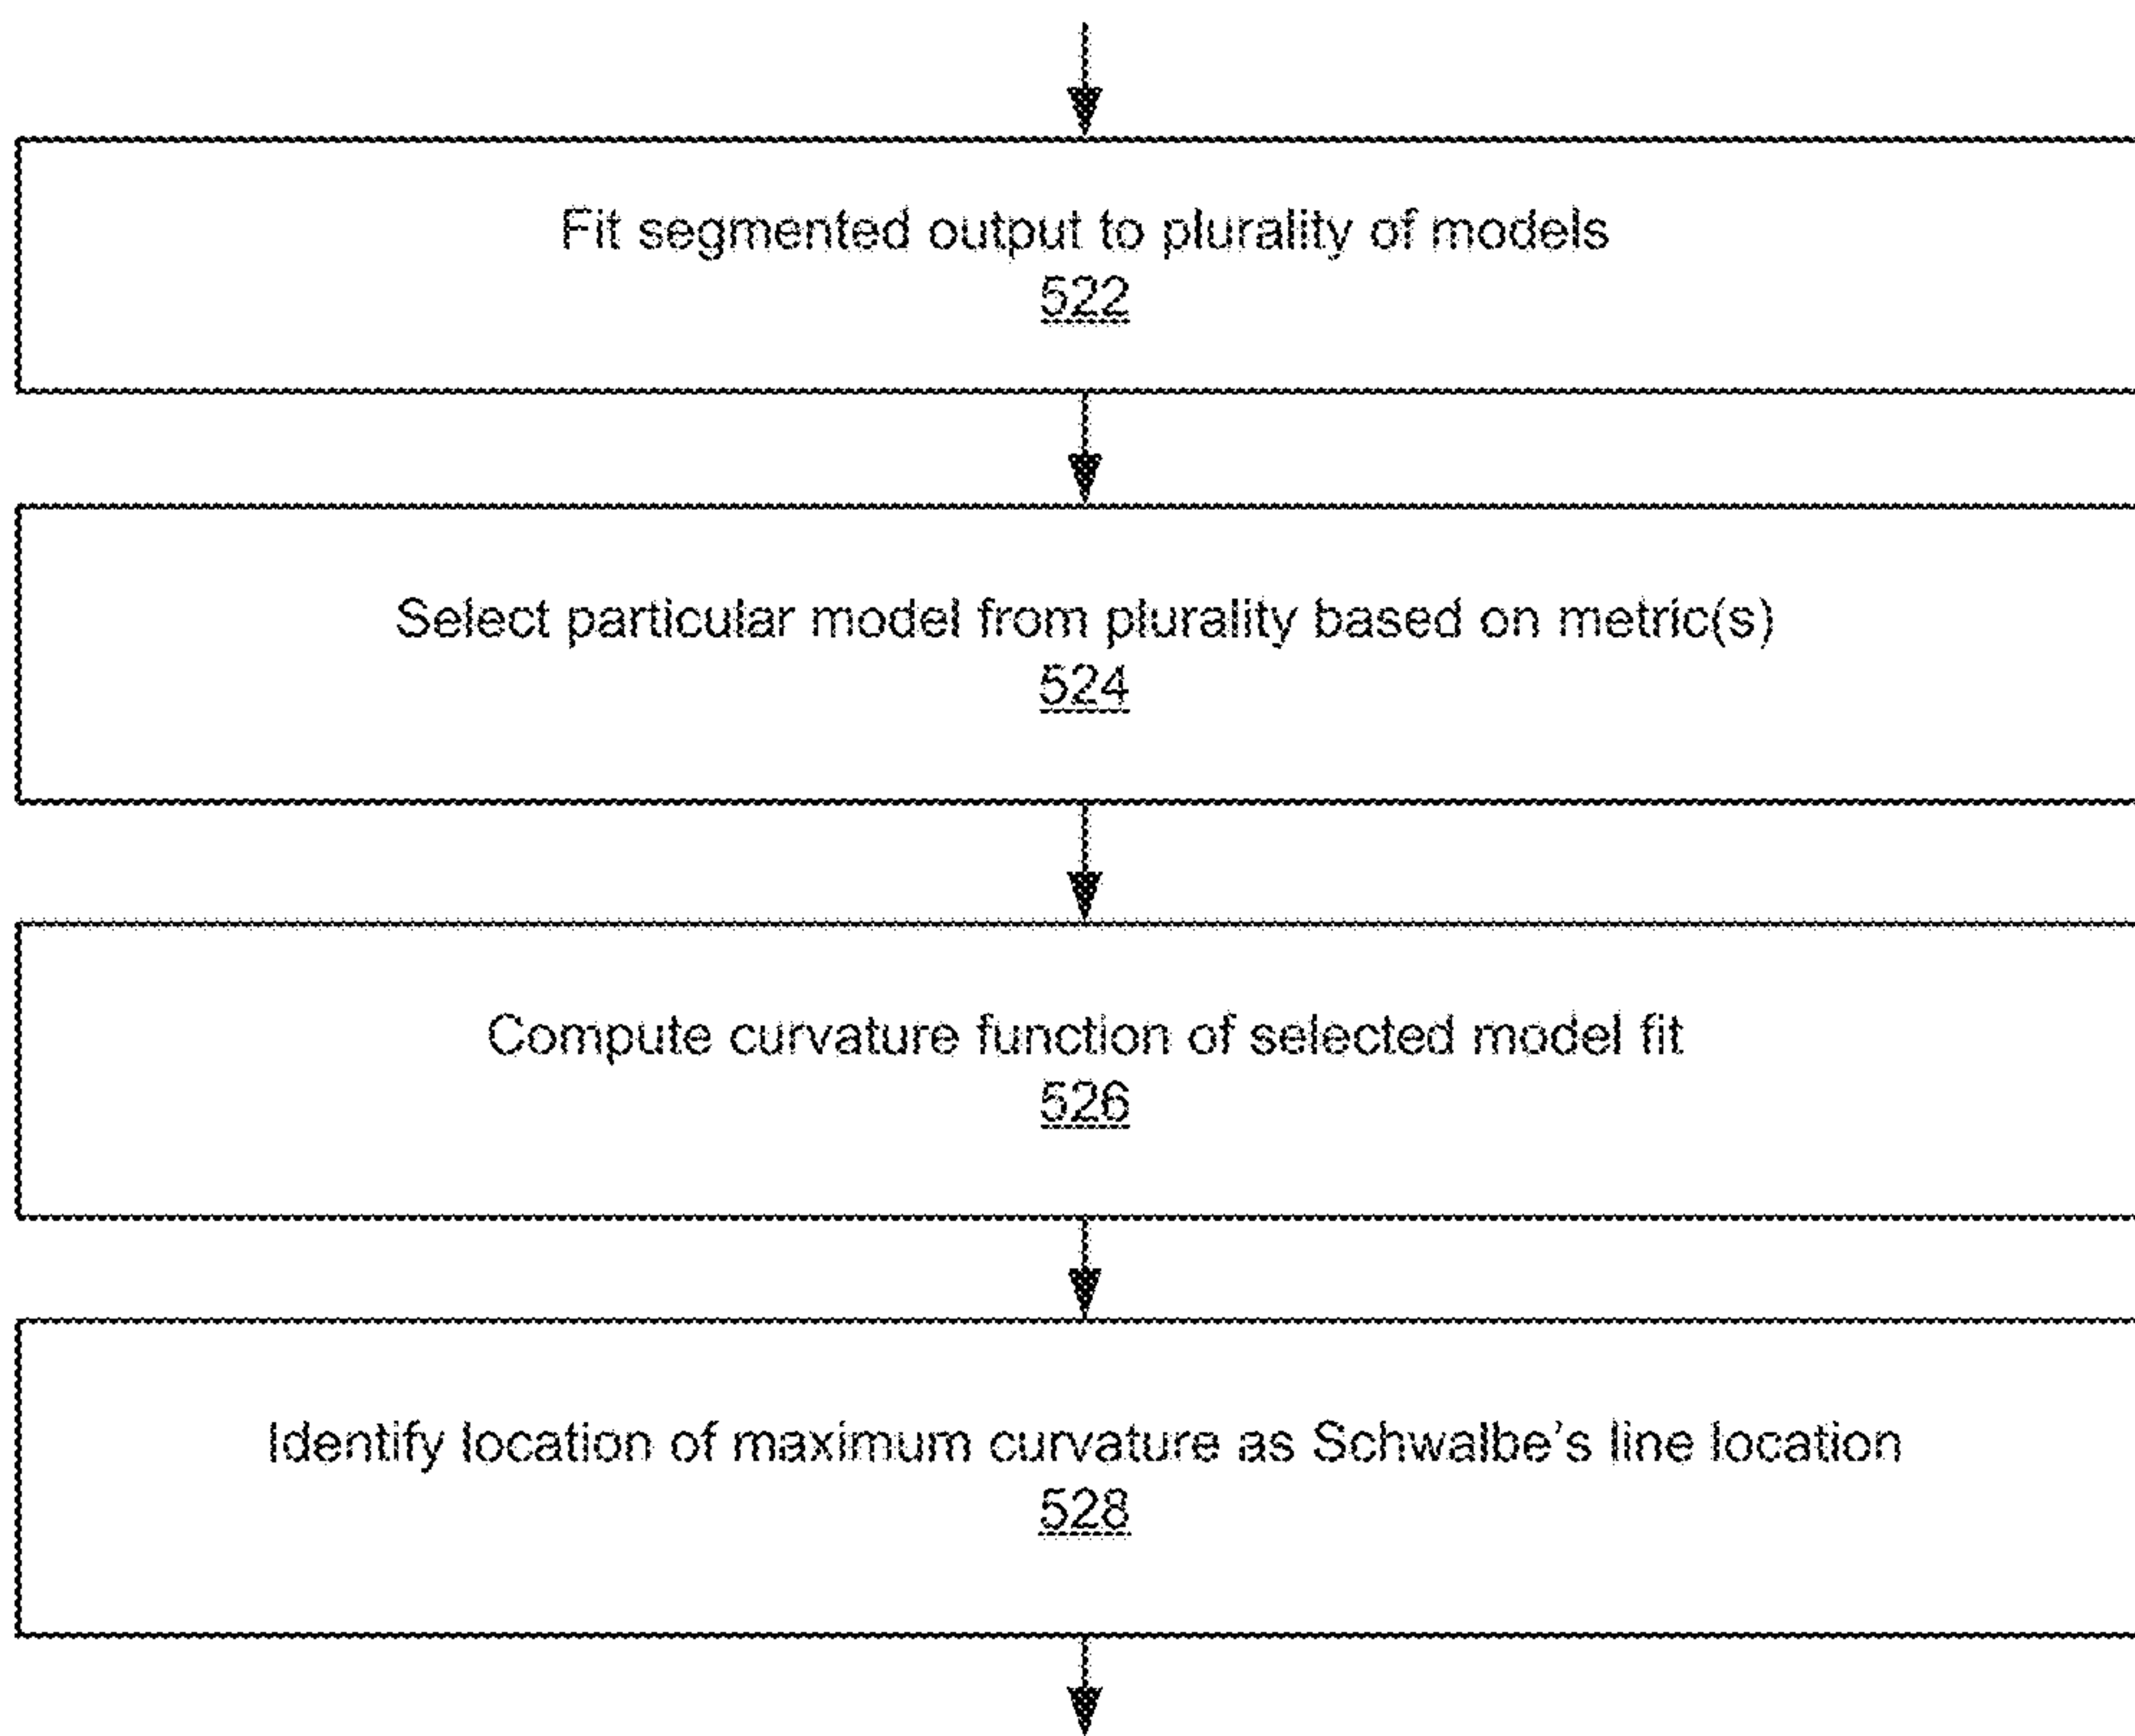 Fit segmented output to plurality of models
522
Select particular model from plurality based on metric(s)
524
Compute curvature function of selected model fit
526
Identify location of maximum curvature as Schwalbe's line location
528